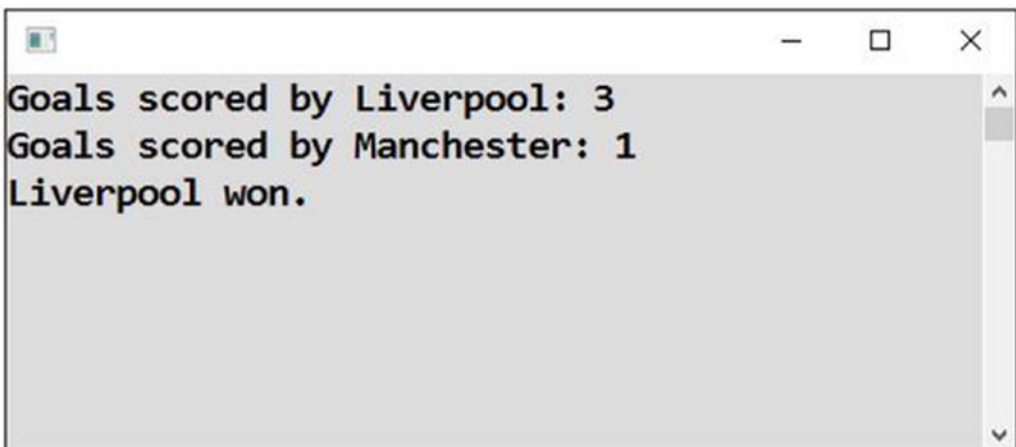 Goals scored by Liverpool: 3
Goals scored by Manchester: 1
Liverpool won.